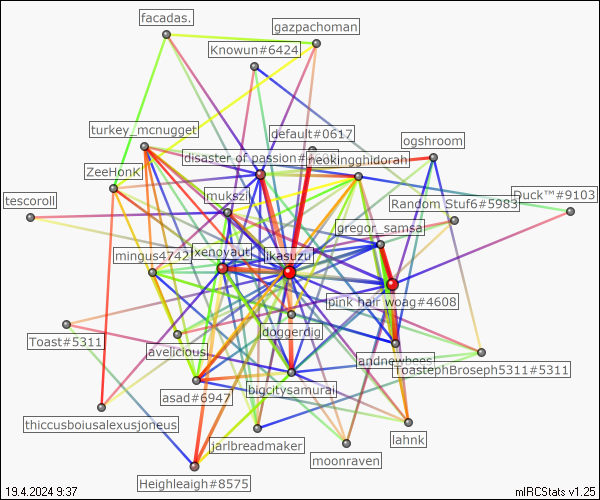 facadas.
gazpachoman
Knowun#6424
turkey_mcnugget
default#0617
ogshroom
disaster of passion#
neokingghidorah
ZeeHonK
mukszil
Duck™#9103
Random Stuf6#5983
tescoroll
gregor_samsa
mingus4742
xenoyaut
ikasuzu
pink hair woag#4608
Toast#5311
doggerdig
avelicious
andnewbees
ToastephBroseph5311#5311
bigcitysamurai
asad#6947
thiccusboiusalexusjoneus
jarlbreadmaker
lahnk
moonraven
Heighleaigh#8575
19.4.2024 9:37
mIRCStats v1.25